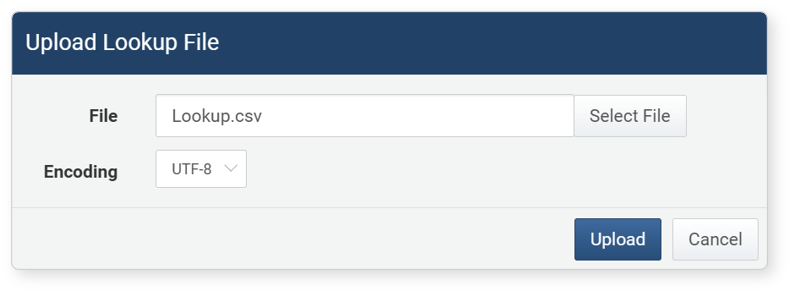 Upload Lookup File
File Lookup.csv Select File
Encoding UTF-8
Upload Cancel